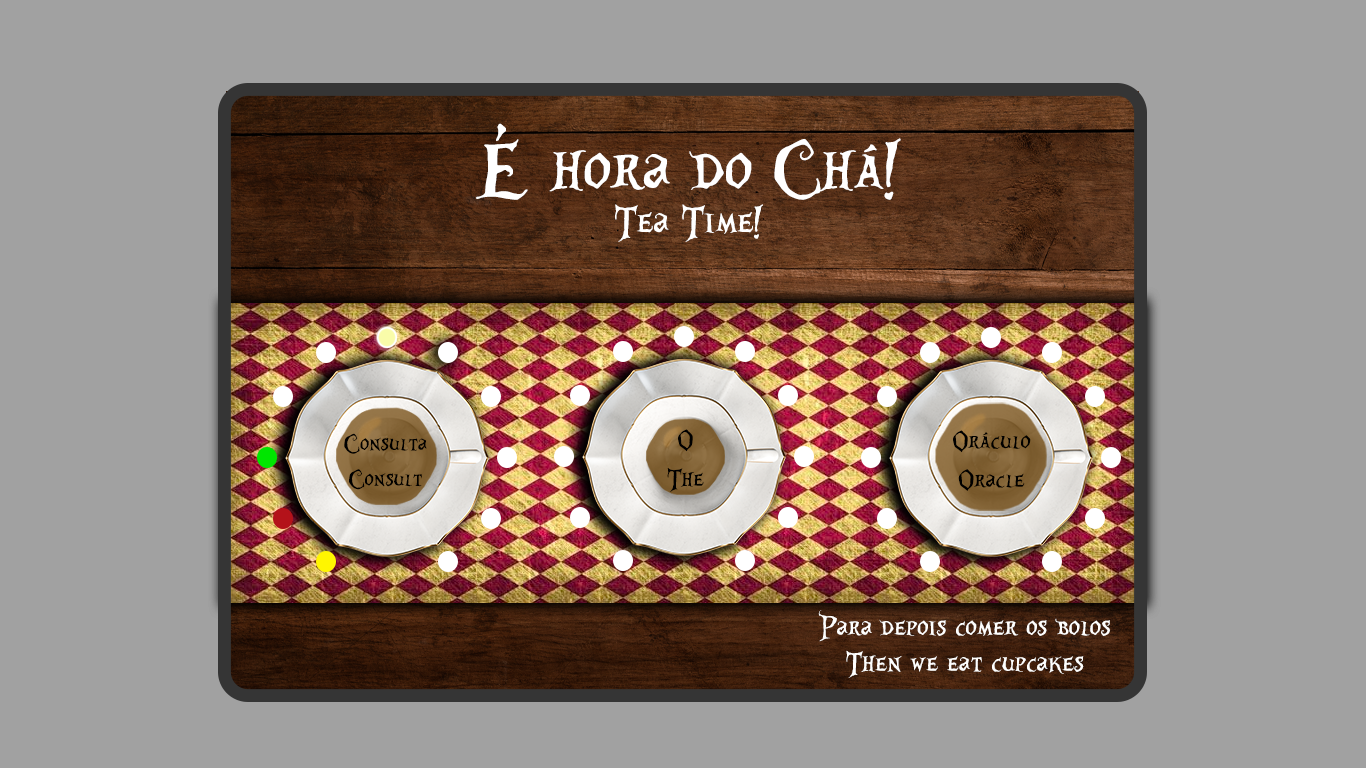 É hora do Chá!
Tea Time!
Consulta
Consult
O
The
Oráculo
Oracle
Para depois comer os bolos
Then we eat cupcakes